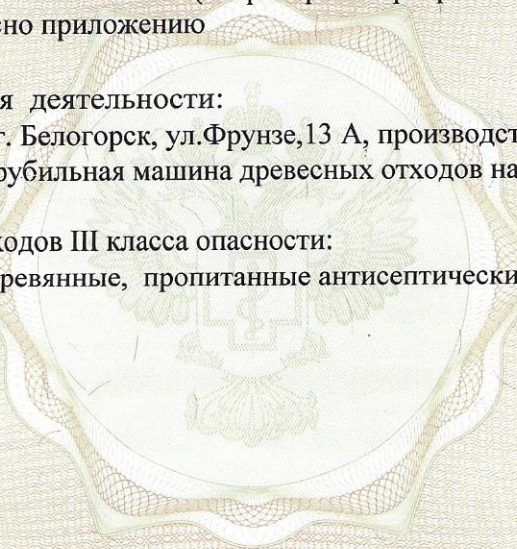 сно приложению
я деятельности:
г. Белогорск, ул.Фрунзе,13 А, производст
рубильная машина древесных отходов на
ходов III класса опасности:
ревянные, пропитанные антисептически